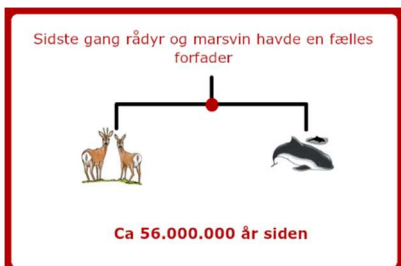 Sidste gang rådyr og marsvin havde en fælles
forfader
Ca 56.000.000 år siden